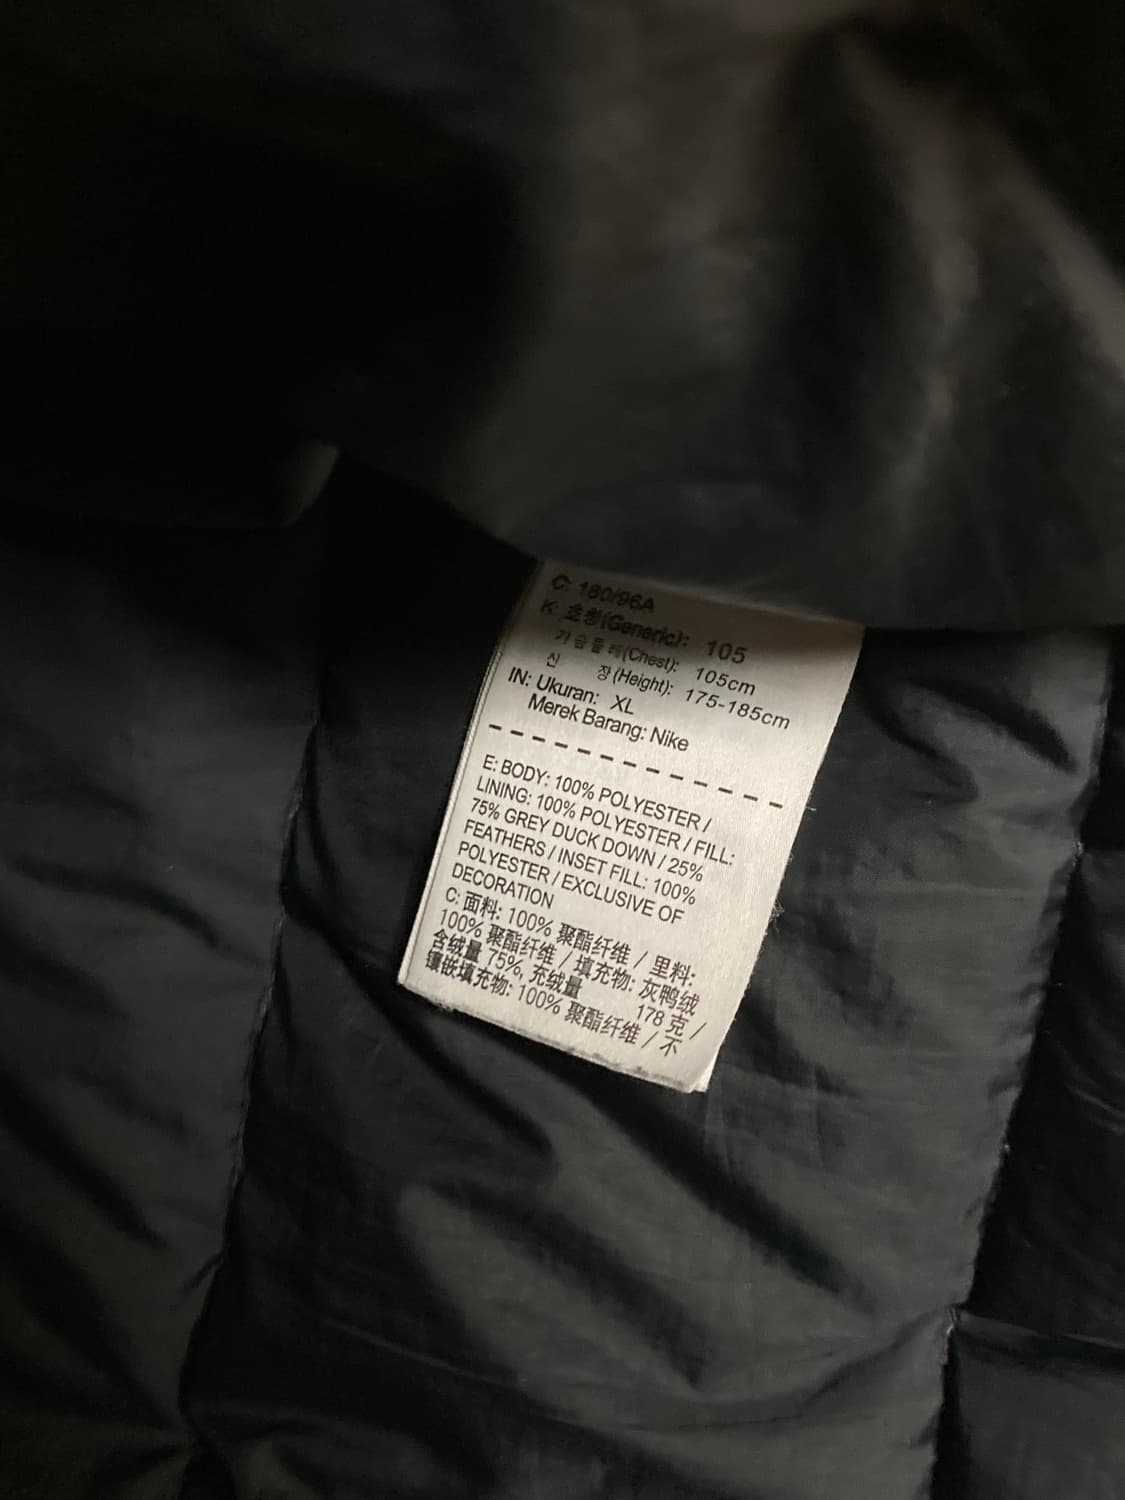 C: 180/96A
K: 호칭(Generic): 105
가슴둘레(Chest): 105cm
신 장(Height): 175-185cm
IN: Ukuran: XL
Merek Barang: Nike
E: BODY: 100% POLYESTER /
LINING: 100% POLYESTER / FILL:
75% GREY DUCK DOWN / 25%
FEATHERS / INSET FILL: 100%
POLYESTER / EXCLUSIVE OF
DECORATION
C: 面料: 100% 聚酯纤维 / 里料:
100% 聚酯纤维 / 填充物: 灰鸭绒
含绒量 75%, 充绒量 178 克 /
镶嵌填充物: 100% 聚酯纤维 / 不